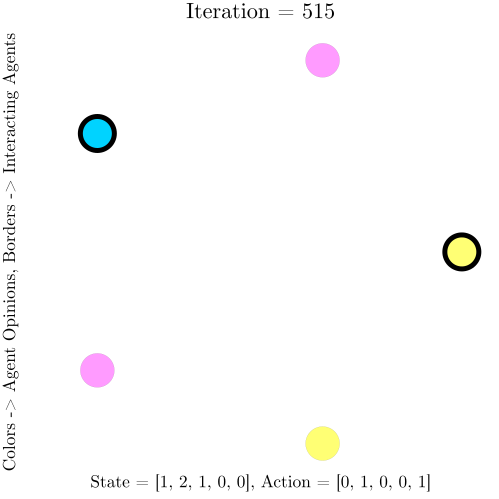 Iteration = 515
Colors -> Agent Opinions, Borders -> Interacting Agents
State = [1, 2, 1, 0, 0], Action = [0, 1, 0, 0, 1]